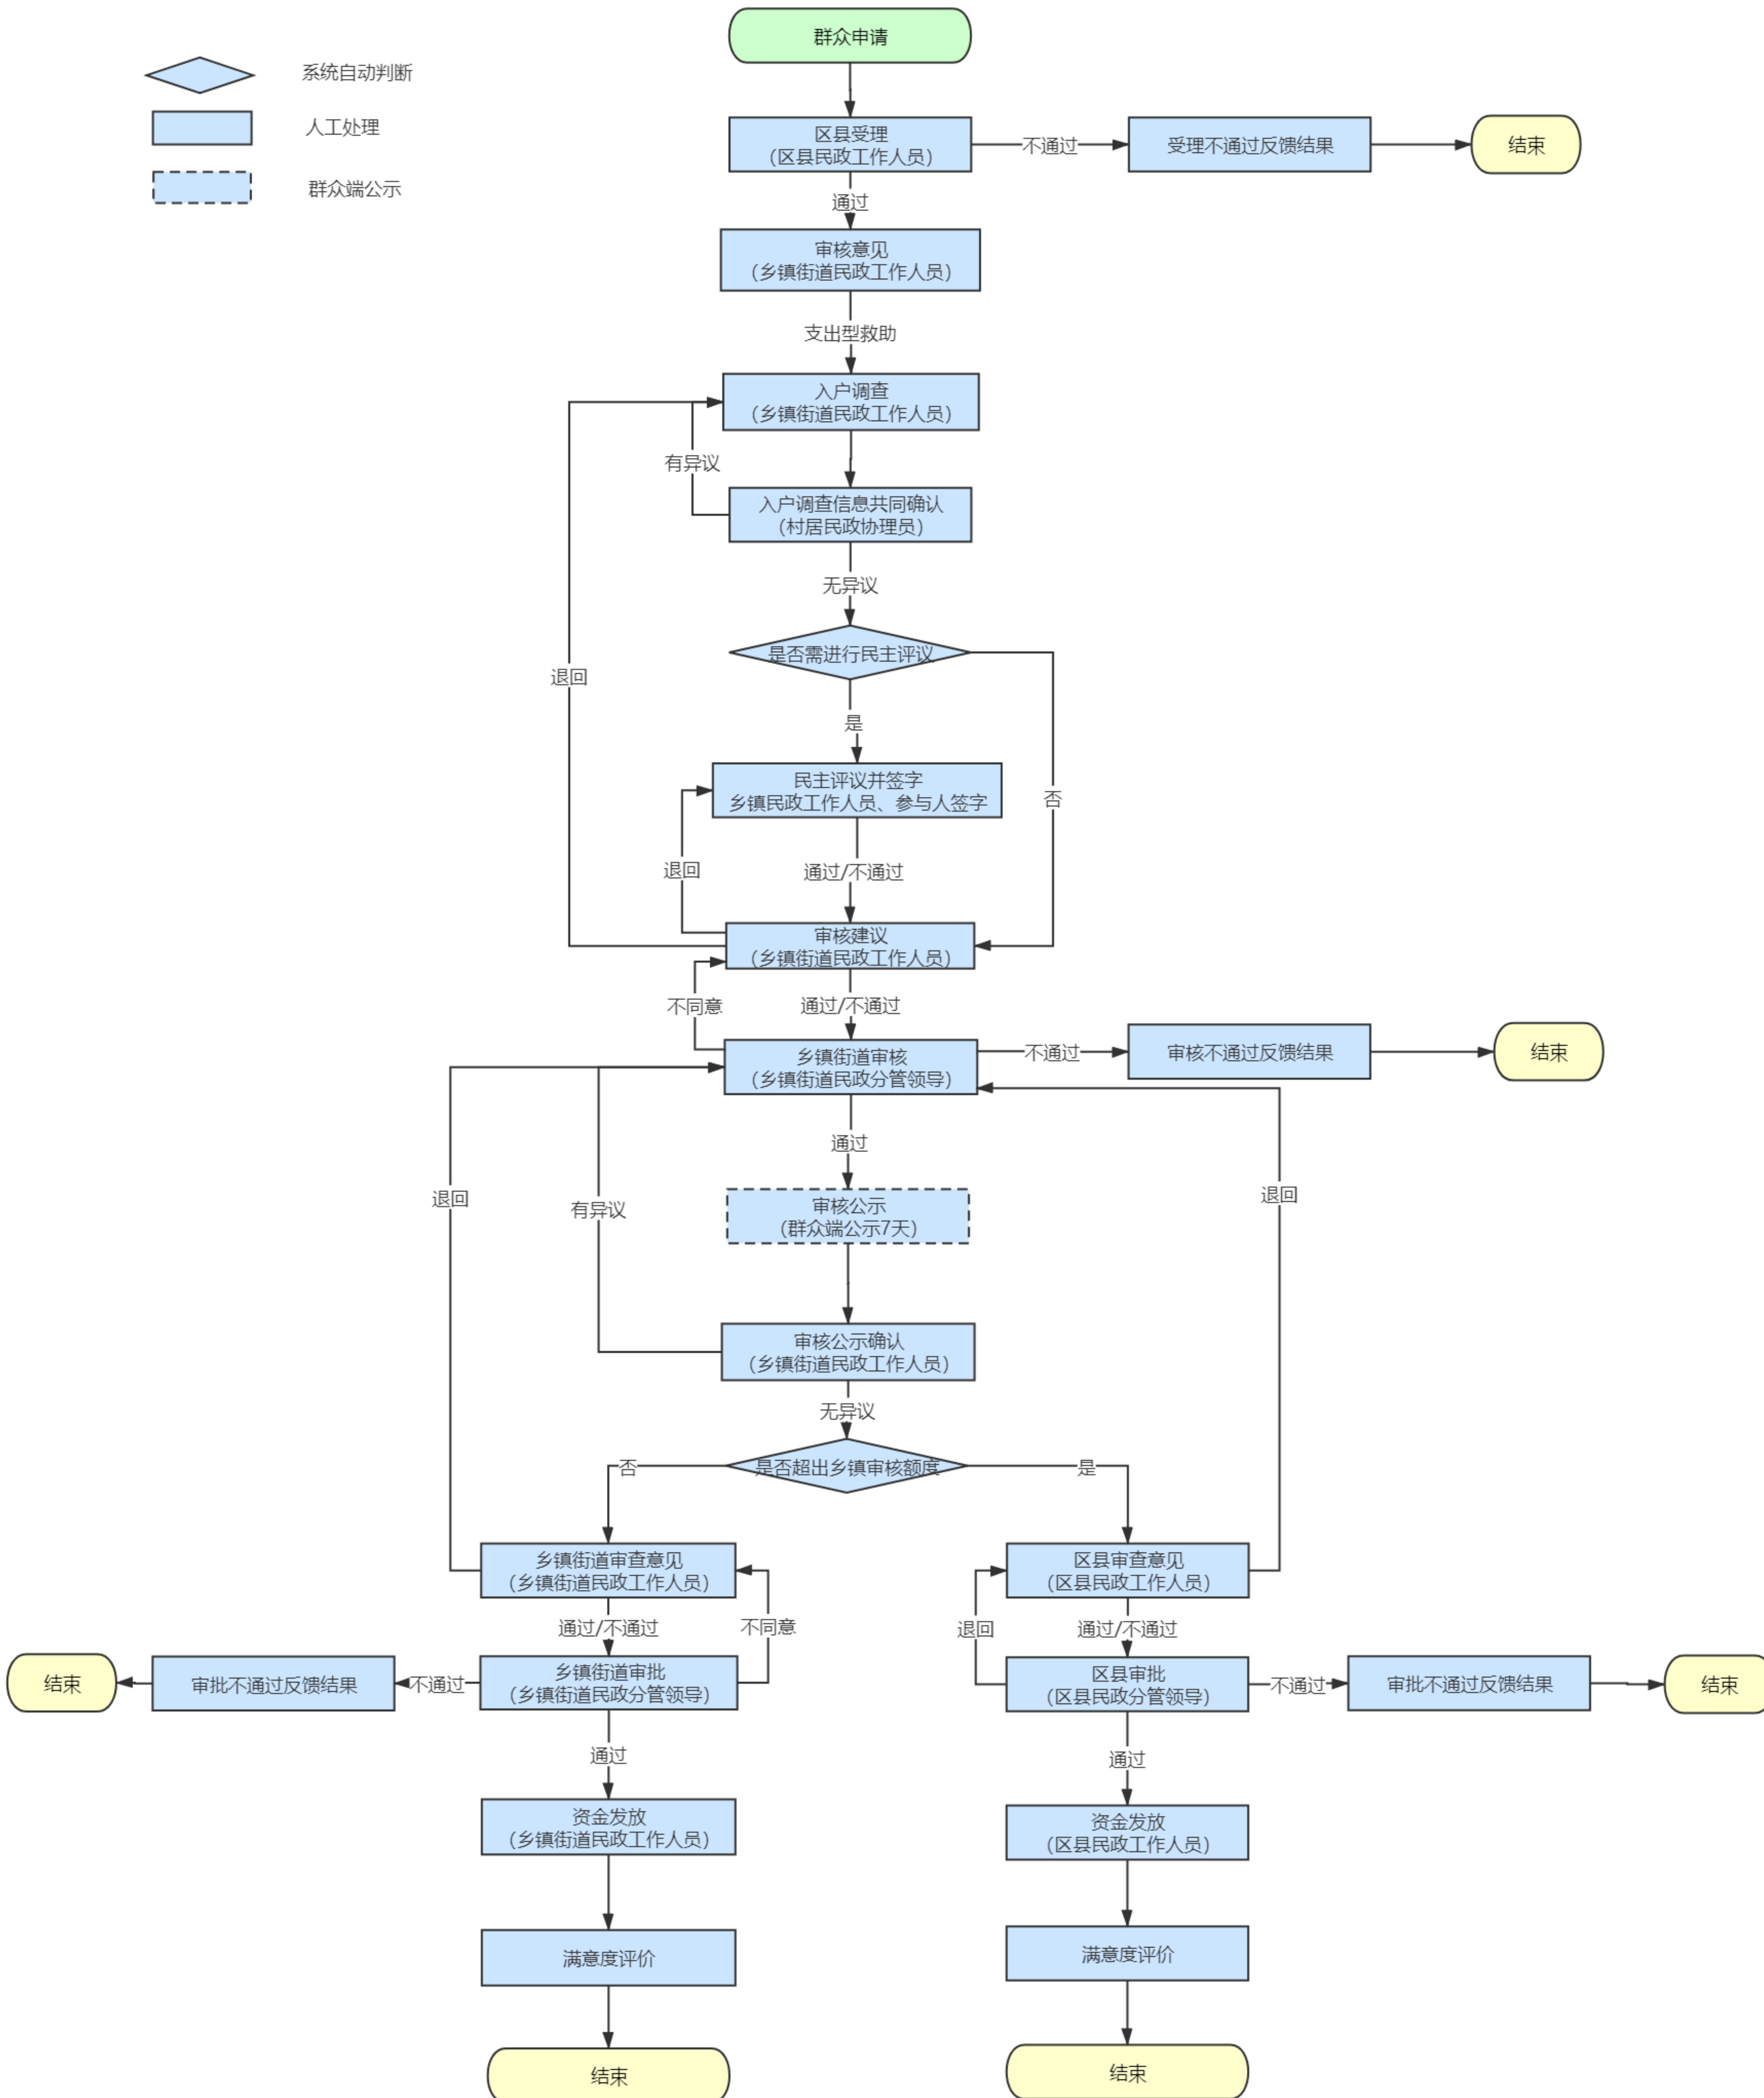 群众申请
系统自动判断
人工处理
群众端公示
区县受理
（区县民政工作人员）
不通过
受理不通过反馈结果
结束
通过
审核意见
（乡镇街道民政工作人员）
支出型救助
入户调查
（乡镇街道民政工作人员）
有异议
入户调查信息共同确认
（村居民政协理员）
无异议
是否需进行民主评议
退回
是
民主评议并签字
乡镇民政工作人员、参与人签字
否
退回
通过/不通过
审核建议
（乡镇街道民政工作人员）
不同意
通过/不通过
乡镇街道审核
（乡镇街道民政分管领导）
不通过
审核不通过反馈结果
结束
通过
退回
有异议
审核公示
（群众端公示7天）
退回
审核公示确认
（乡镇街道民政工作人员）
无异议
否
是否超出乡镇审核额度
是
乡镇街道审查意见
（乡镇街道民政工作人员）
区县审查意见
（区县民政工作人员）
通过/不通过
不同意
退回
通过/不通过
结束
审批不通过反馈结果
不通过
乡镇街道审批
（乡镇街道民政分管领导）
区县审批
（区县民政分管领导）
不通过
审批不通过反馈结果
结束
通过
通过
资金发放
（乡镇街道民政工作人员）
资金发放
（区县民政工作人员）
满意度评价
满意度评价
结束
结束